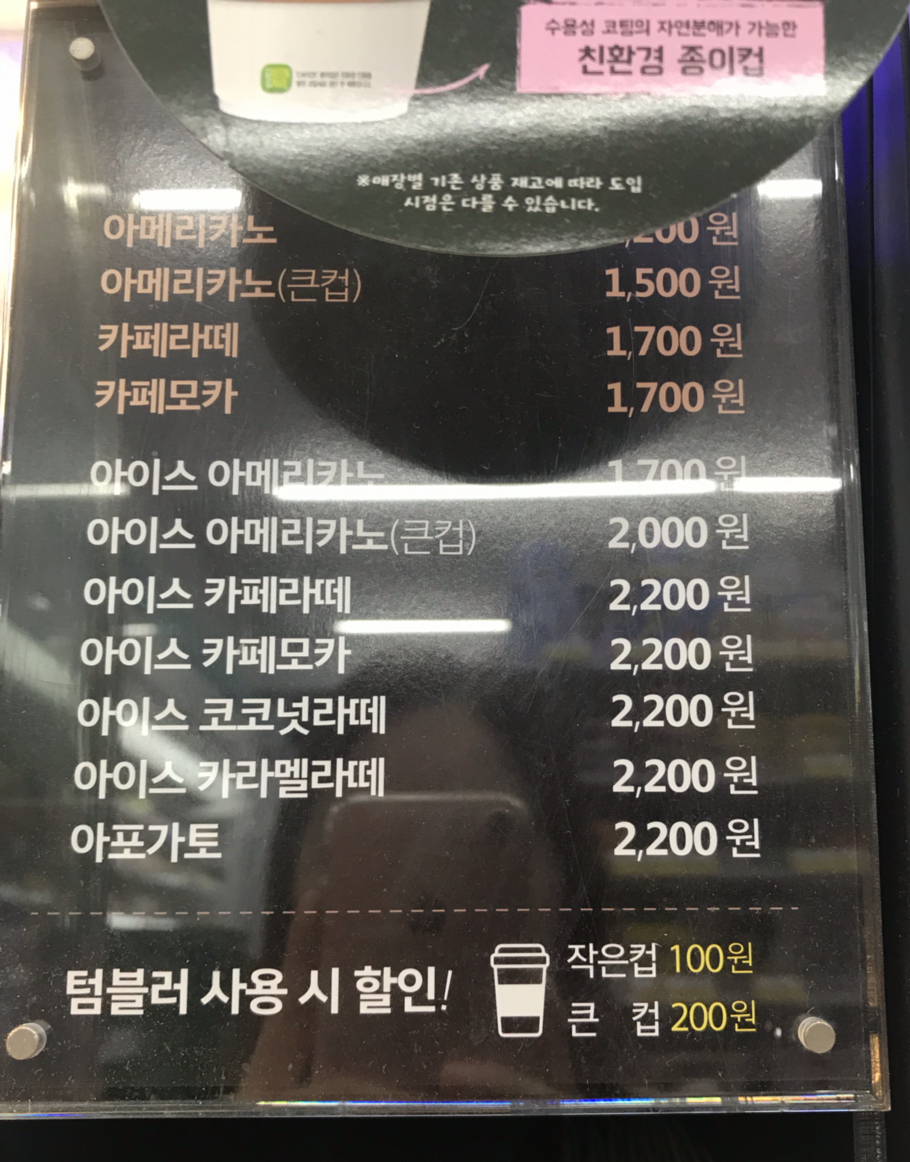 수용성 코팅의 자연분해가 가능한
친환경 종이컵
※매장별 기존 상품 재고에 따라 도입
시점은 다를 수 있습니다.
아메리카노 ,200 원
아메리카노(큰컵) 1,500 원
카페라떼 1,700 원
카페모카 1,700 원
아이스 아메리카노 1,700 원
아이스 아메리카노(큰컵) 2,000 원
아이스 카페라떼 2,200 원
아이스 카페모카 2,200 원
아이스 코코넛라떼 2,200 원
아이스 카라멜라떼 2,200 원
아포가토 2,200 원
텀블러 사용 시 할인!
작은컵 100원
큰 컵 200원